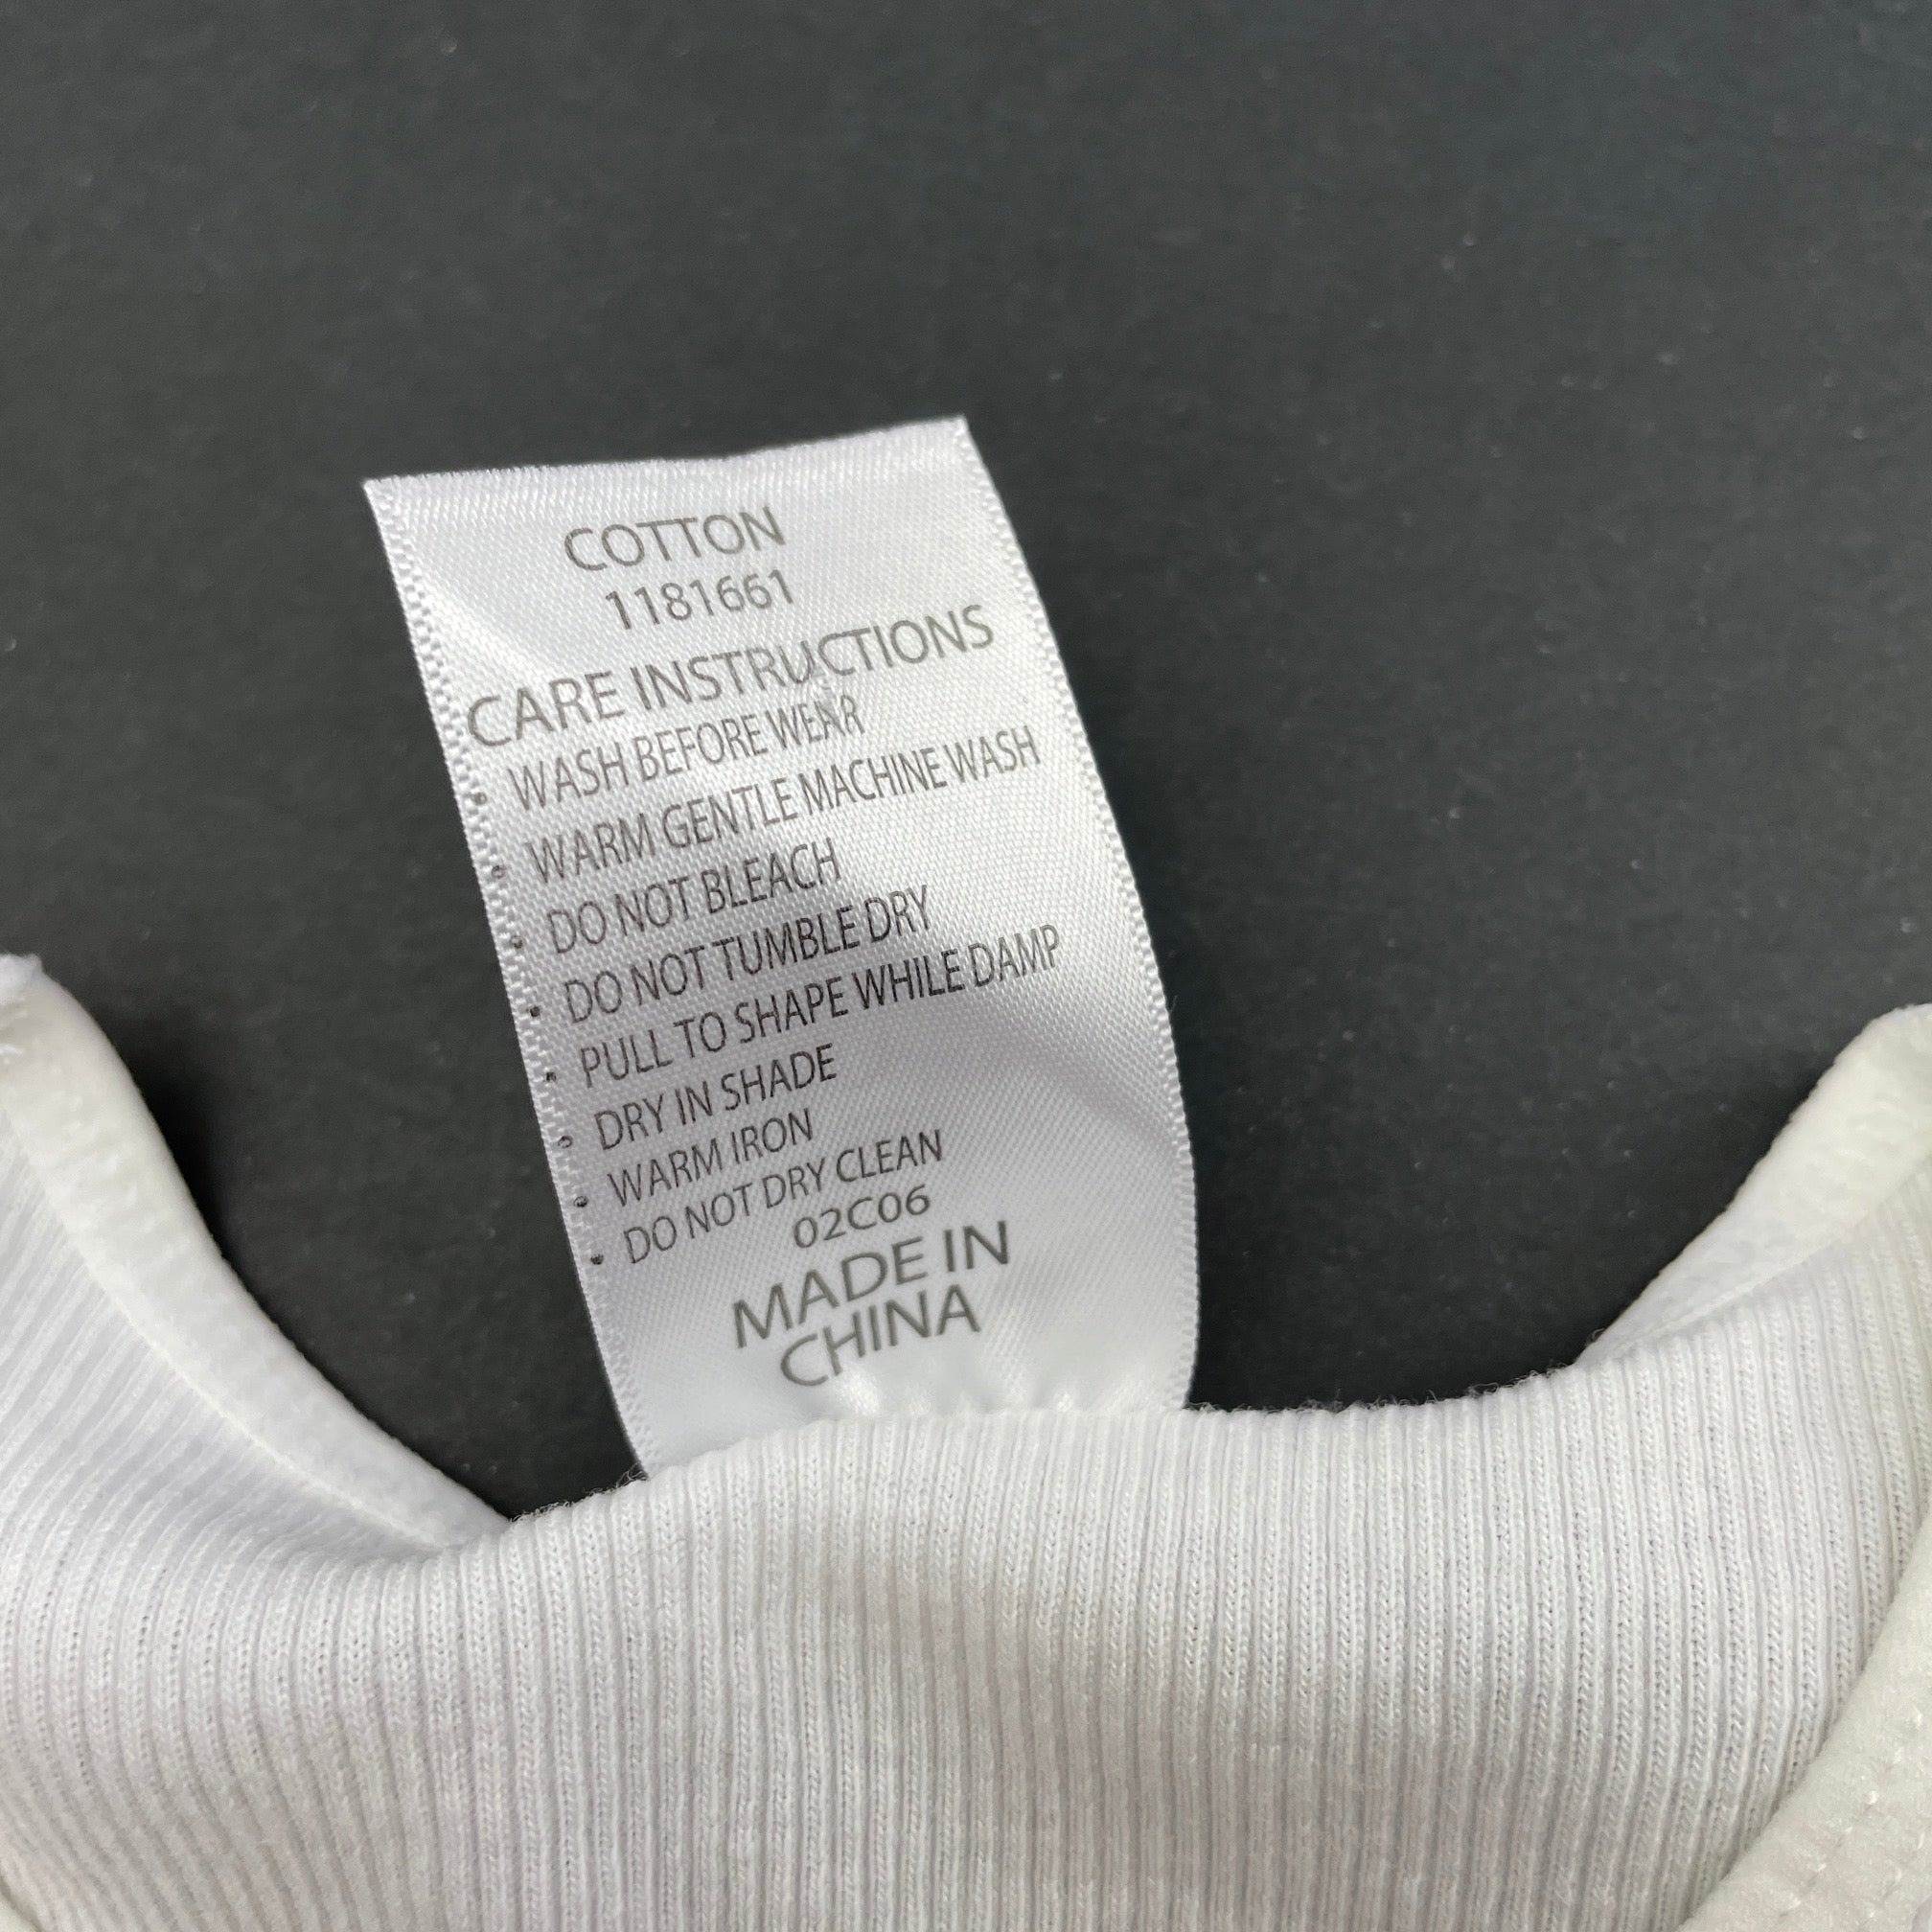 COTTON
1181661
CARE INSTRUCTIONS
• WASH BEFORE WEAR
• WARM GENTLE MACHINE WASH
• DO NOT BLEACH
• DO NOT TUMBLE DRY
• PULL TO SHAPE WHILE DAMP
• DRY IN SHADE
• WARM IRON
• DO NOT DRY CLEAN
02C06
MADE IN
CHINA